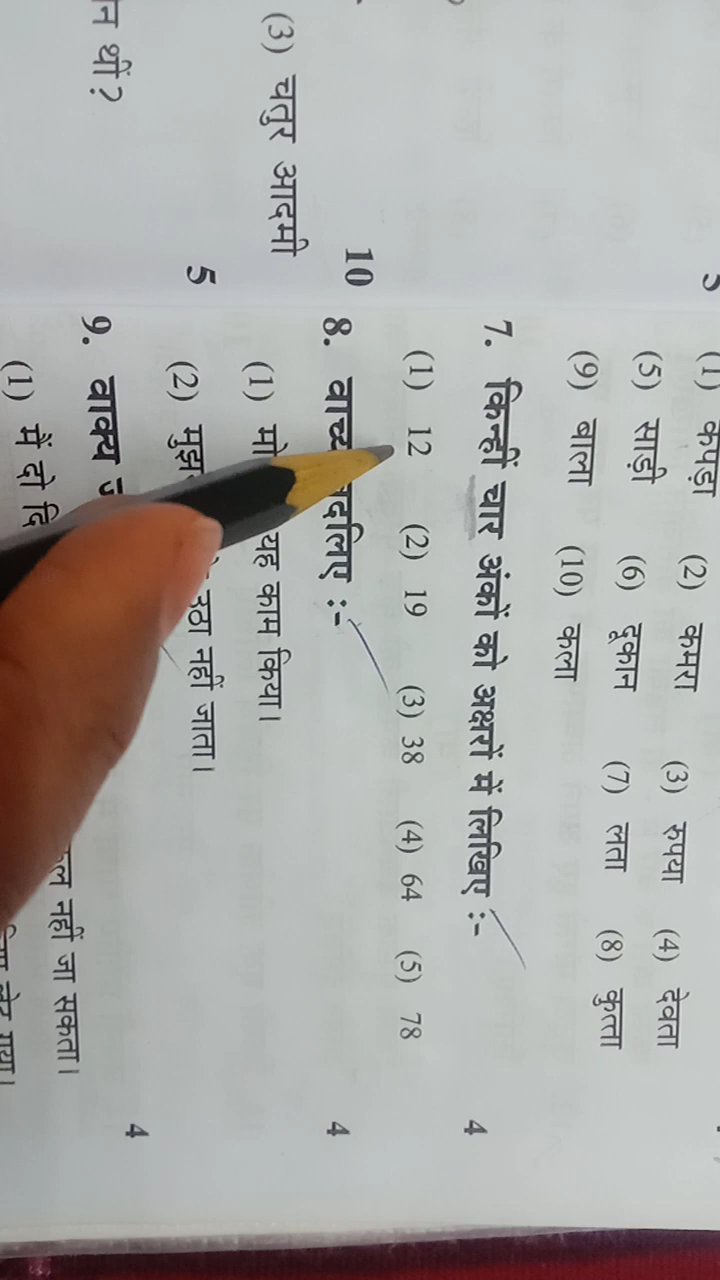 (1) कपड़ा (2) कमरा (3) रुपया (4) देवता
(5) साड़ी (6) दूकान (7) लता (8) कुत्ता
(9) बाला (10) कला
7. किन्हीं चार अंकों को अक्षरों में लिखिए :- 4
(1) 12 (2) 19 (3) 38 (4) 64 (5) 78
(3) चतुर आदमी
10
8. बदलिए :- 4
(1) यह काम किया।
5
(2) उठा नहीं जाता।
थीं?
9. वाक्य 4
नहीं जा सकता।
(1) मैं दो गया।